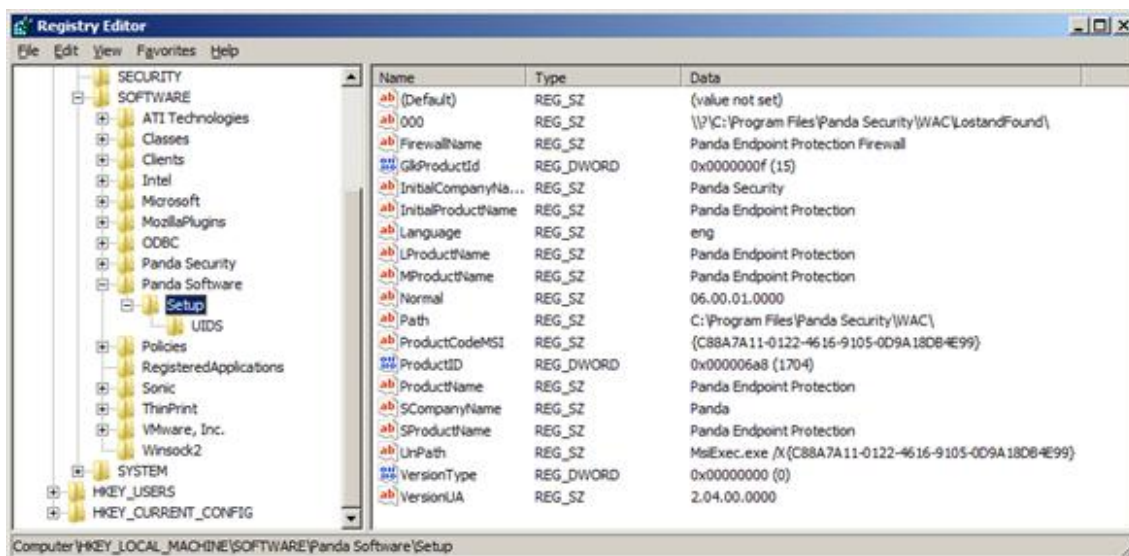 Registry Editor
File Edit View Favorites Help
SECURITY
SOFTWARE
ATI Technologies
Classes
Clients
Intel
Microsoft
MozillaPlugins
ODBC
Panda Security
Panda Software
Setup
UIDS
Policies
RegisteredApplications
Sonic
ThinPrint
VMware, Inc.
Winsock2
SYSTEM
HKEY_USERS
HKEY_CURRENT_CONFIG
Name Type Data
(Default) REG_SZ (value not set)
000 REG_SZ \\?\C:\Program Files\Panda Security\WAC\LostandFound\
FirewallName REG_SZ Panda Endpoint Protection Firewall
GlkProductId REG_DWORD 0x0000000f (15)
InitialCompanyNa... REG_SZ Panda Security
InitialProductName REG_SZ Panda Endpoint Protection
Language REG_SZ eng
LProductName REG_SZ Panda Endpoint Protection
MProductName REG_SZ Panda Endpoint Protection
Normal REG_SZ 06.00.01.0000
Path REG_SZ C:\Program Files\Panda Security\WAC\
ProductCodeMSI REG_SZ {C88A7A11-0122-4616-9105-0D9A18DB4E99}
ProductID REG_DWORD 0x000006a8 (1704)
ProductName REG_SZ Panda Endpoint Protection
SCompanyName REG_SZ Panda
SProductName REG_SZ Panda Endpoint Protection
UnPath REG_SZ MsiExec.exe /X{C88A7A11-0122-4616-9105-0D9A18DB4E99}
VersionType REG_DWORD 0x00000000 (0)
VersionUA REG_SZ 2.04.00.0000
Computer\HKEY_LOCAL_MACHINE\SOFTWARE\Panda Software\Setup